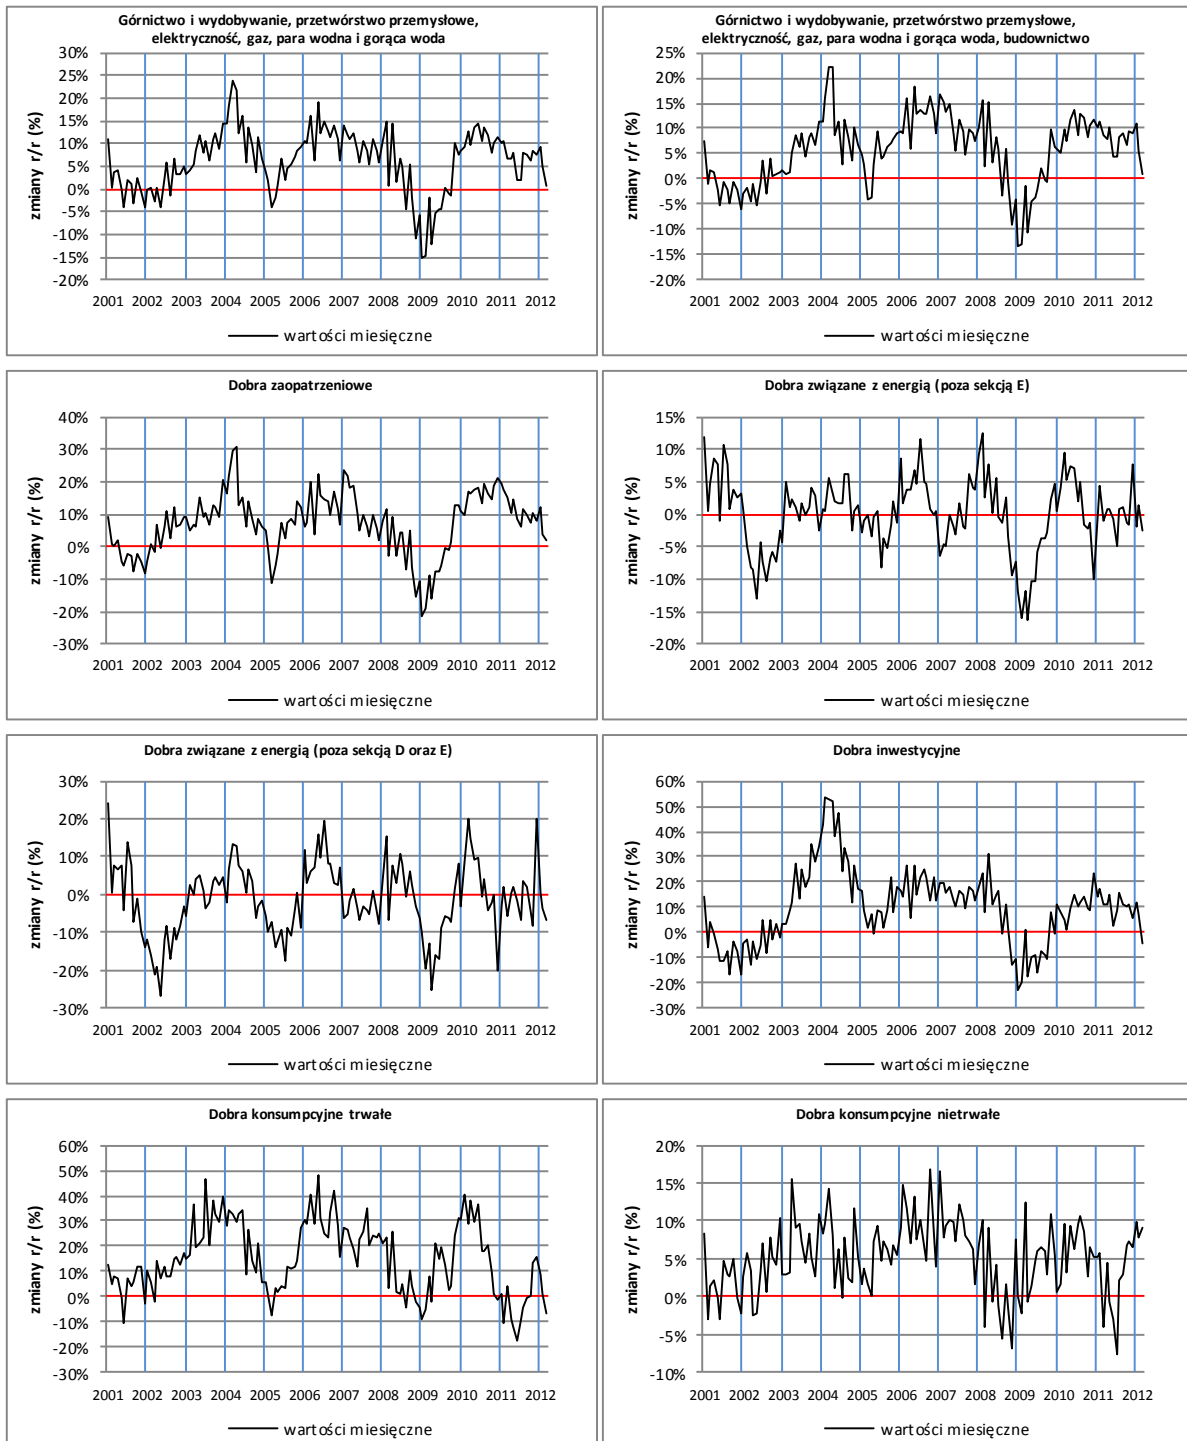 Górnictwo i wydobywanie, przetwórstwo przemysłowe,
elektryczność, gaz, para wodna i gorąca woda
zmiany r/r (%)
30%
25%
20%
15%
10%
5%
0%
-5%
-10%
-15%
-20%
2001 2002 2003 2004 2005 2006 2007 2008 2009 2010 2011 2012
wartości miesięczne
Górnictwo i wydobywanie, przetwórstwo przemysłowe,
elektryczność, gaz, para wodna i gorąca woda, budownictwo
zmiany r/r (%)
25%
20%
15%
10%
5%
0%
-5%
-10%
-15%
-20%
2001 2002 2003 2004 2005 2006 2007 2008 2009 2010 2011 2012
wartości miesięczne
Dobra zaopatrzeniowe
zmiany r/r (%)
40%
30%
20%
10%
0%
-10%
-20%
-30%
2001 2002 2003 2004 2005 2006 2007 2008 2009 2010 2011 2012
wartości miesięczne
Dobra związane z energią (poza sekcją E)
zmiany r/r (%)
15%
10%
5%
0%
-5%
-10%
-15%
-20%
2001 2002 2003 2004 2005 2006 2007 2008 2009 2010 2011 2012
wartości miesięczne
Dobra związane z energią (poza sekcją D oraz E)
zmiany r/r (%)
30%
20%
10%
0%
-10%
-20%
-30%
2001 2002 2003 2004 2005 2006 2007 2008 2009 2010 2011 2012
wartości miesięczne
Dobra inwestycyjne
zmiany r/r (%)
60%
50%
40%
30%
20%
10%
0%
-10%
-20%
-30%
2001 2002 2003 2004 2005 2006 2007 2008 2009 2010 2011 2012
wartości miesięczne
Dobra konsumpcyjne trwałe
zmiany r/r (%)
60%
50%
40%
30%
20%
10%
0%
-10%
-20%
-30%
2001 2002 2003 2004 2005 2006 2007 2008 2009 2010 2011 2012
wartości miesięczne
Dobra konsumpcyjne nietrwałe
zmiany r/r (%)
20%
15%
10%
5%
0%
-5%
-10%
2001 2002 2003 2004 2005 2006 2007 2008 2009 2010 2011 2012
wartości miesięczne